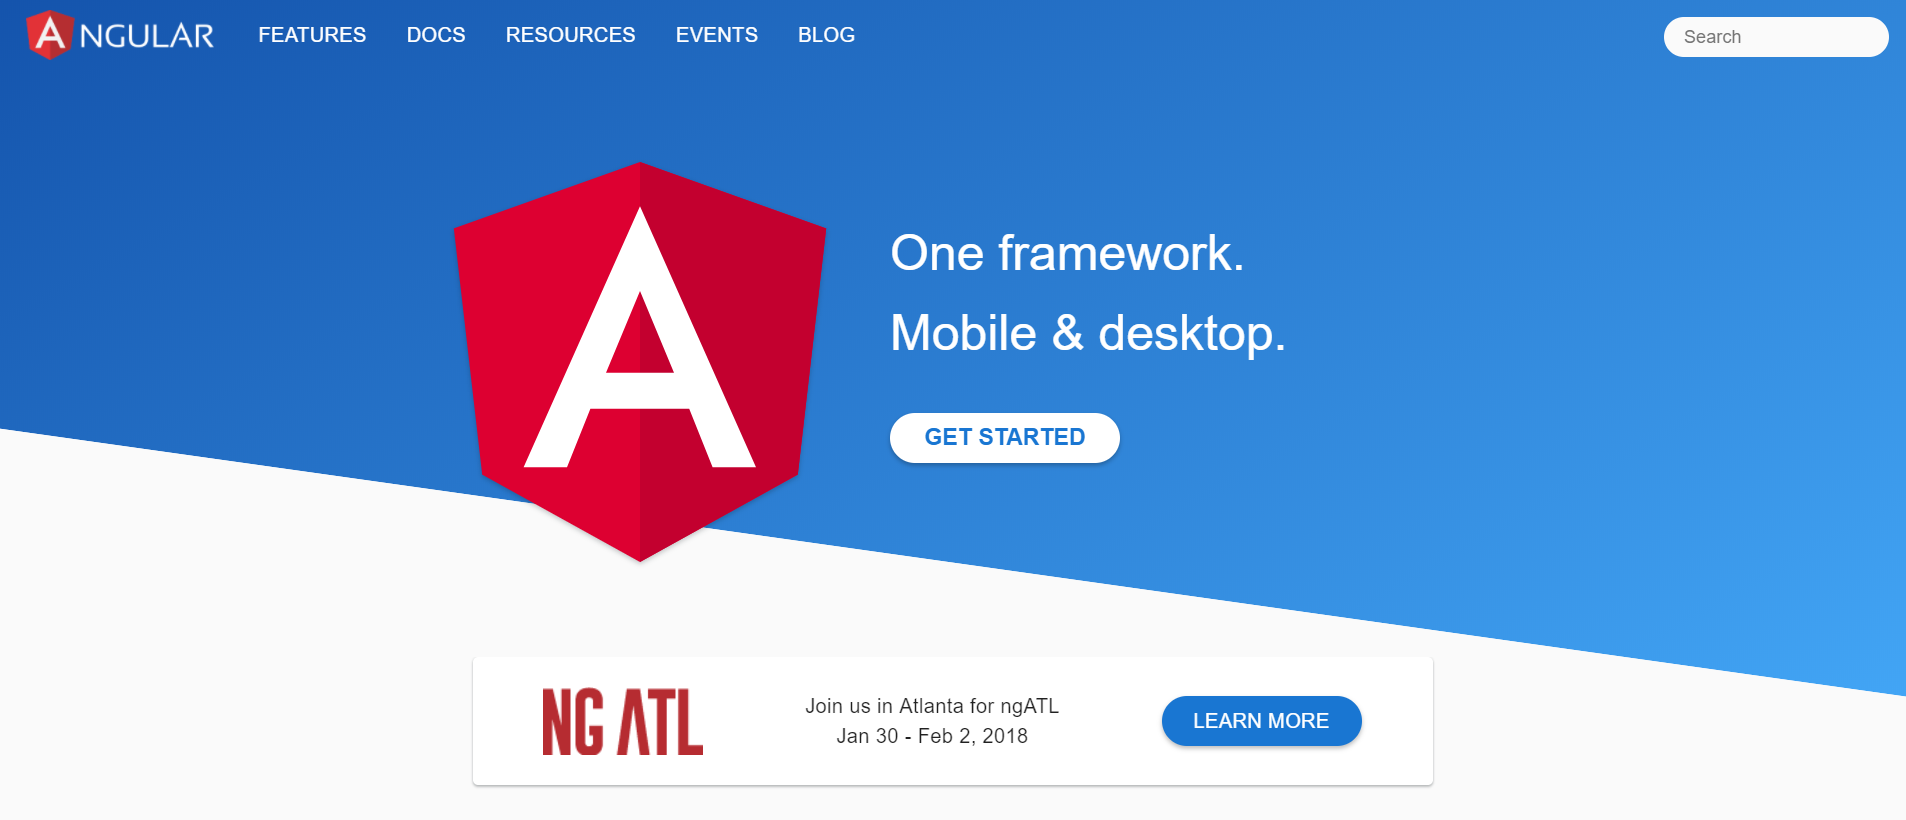 ANGULAR FEATURES DOCS RESOURCES EVENTS BLOG Search
A
One framework.
Mobile & desktop.
GET STARTED
NG ATL
Join us in Atlanta for ngATL
Jan 30 - Feb 2, 2018
LEARN MORE